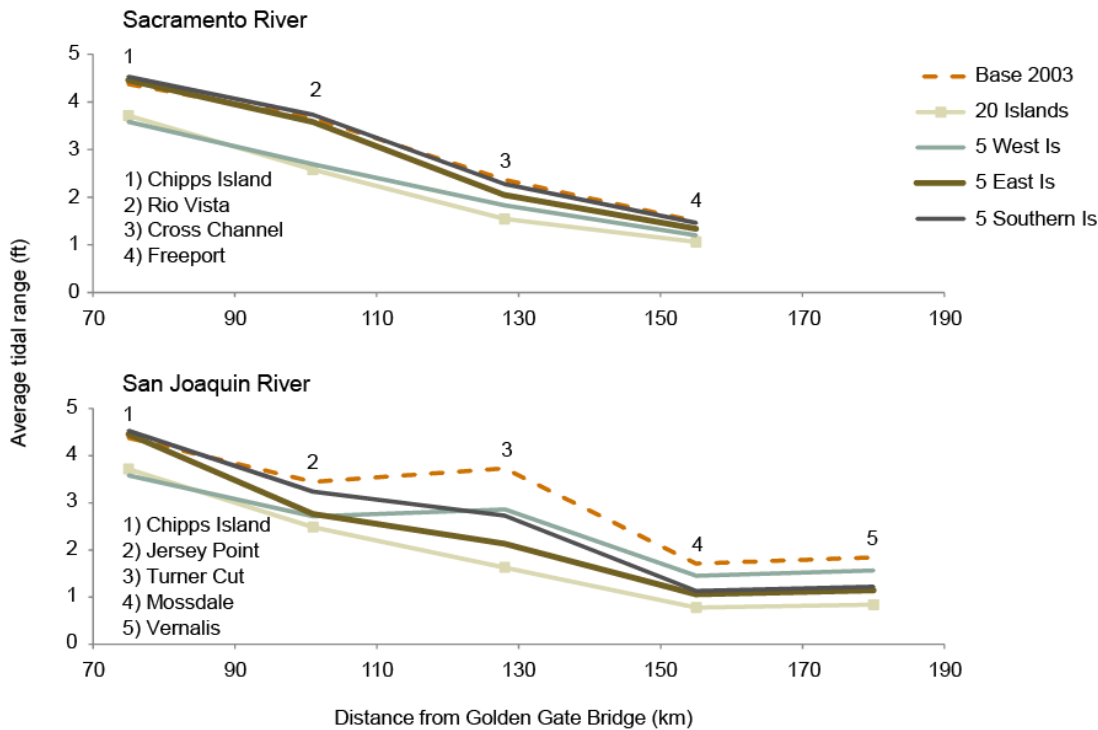 Sacramento River
5
4
3
2
1
0
1
2
3
4
1) Chipps Island
2) Rio Vista
3) Cross Channel
4) Freeport
70
90
110
130
150
170
190
Base 2003
20 Islands
5 West Is
5 East Is
5 Southern Is
Average tidal range (ft)
San Joaquin River
5
4
3
2
1
0
1
2
3
4
5
1) Chipps Island
2) Jersey Point
3) Turner Cut
4) Mossdale
5) Vernalis
70
90
110
130
150
170
190
Distance from Golden Gate Bridge (km)